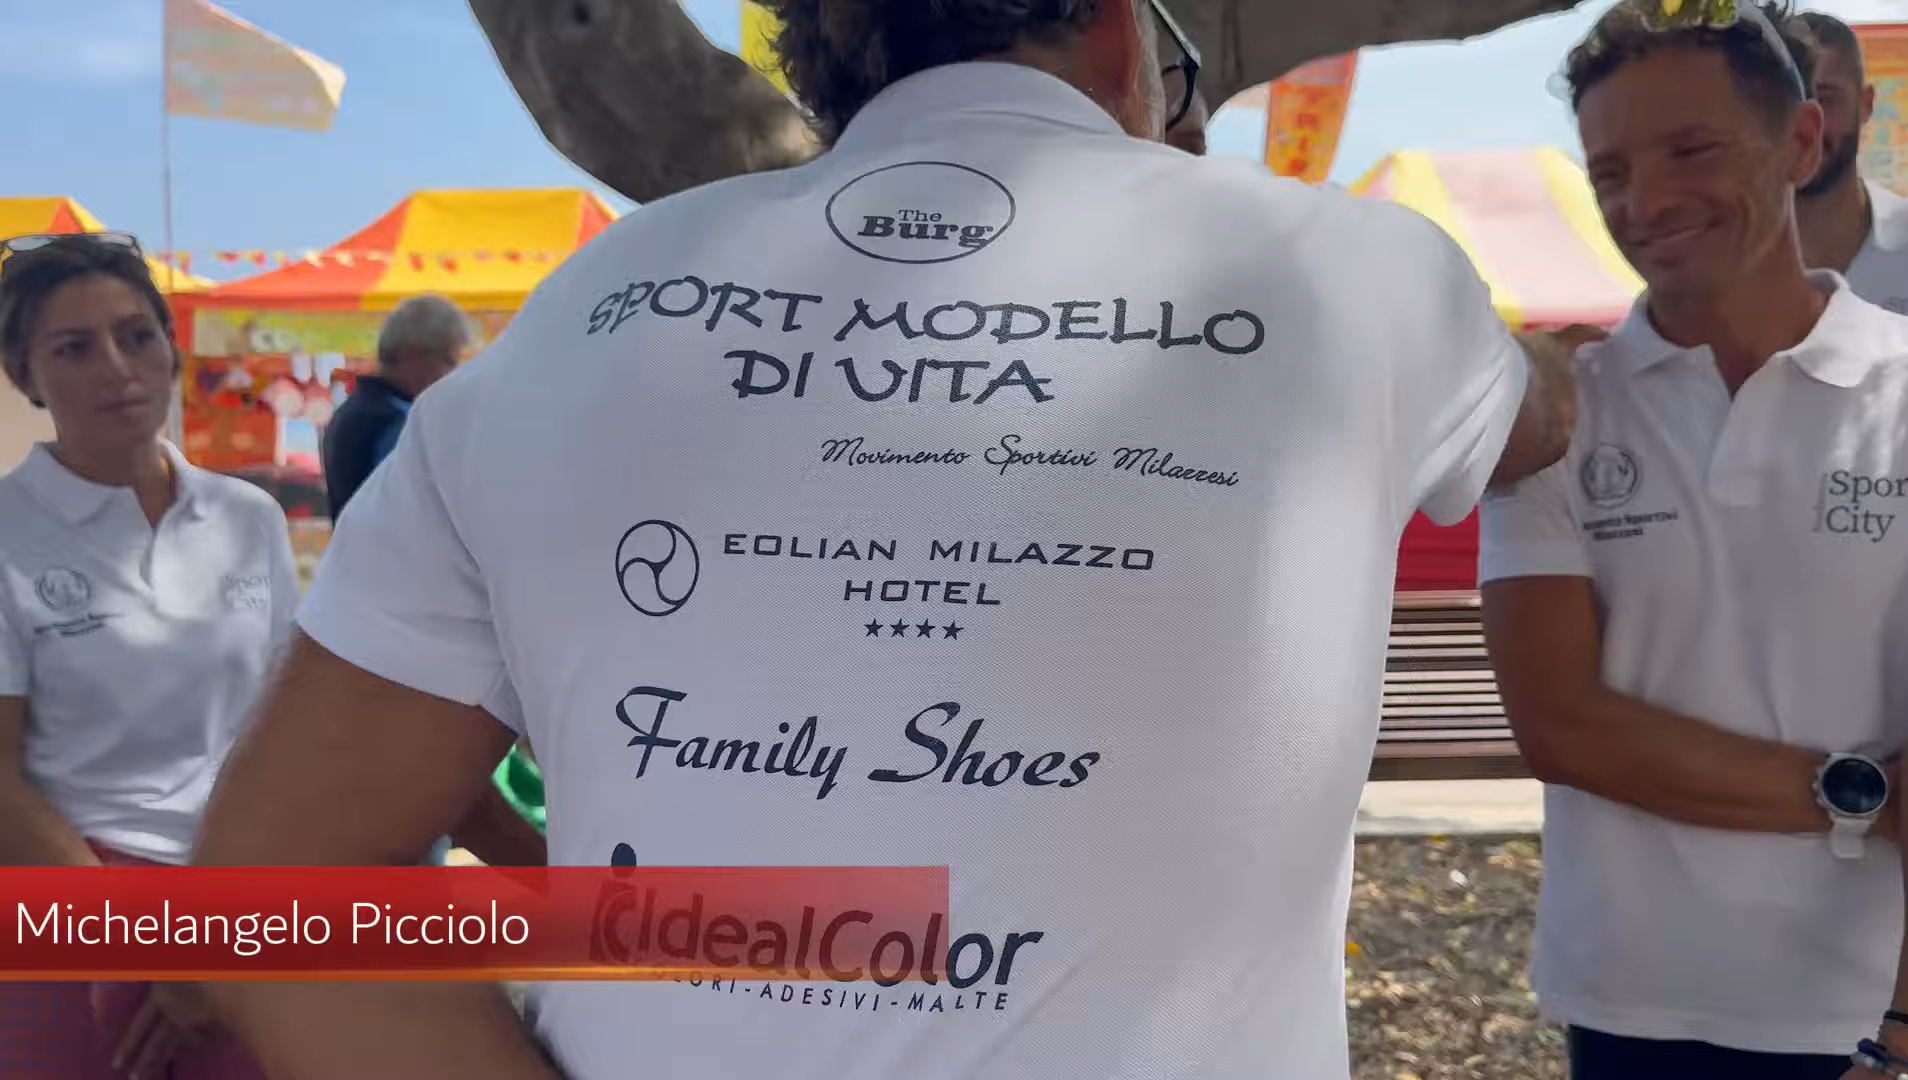 The
Burg
SPORT MODELLO
DI VITA
Movimento Sportivi Milazzesi
EOLIAN MILAZZO
HOTEL
Family Shoes
IdealColor
ADESIVI-MALTE
Spor
City
Michelangelo Picciolo